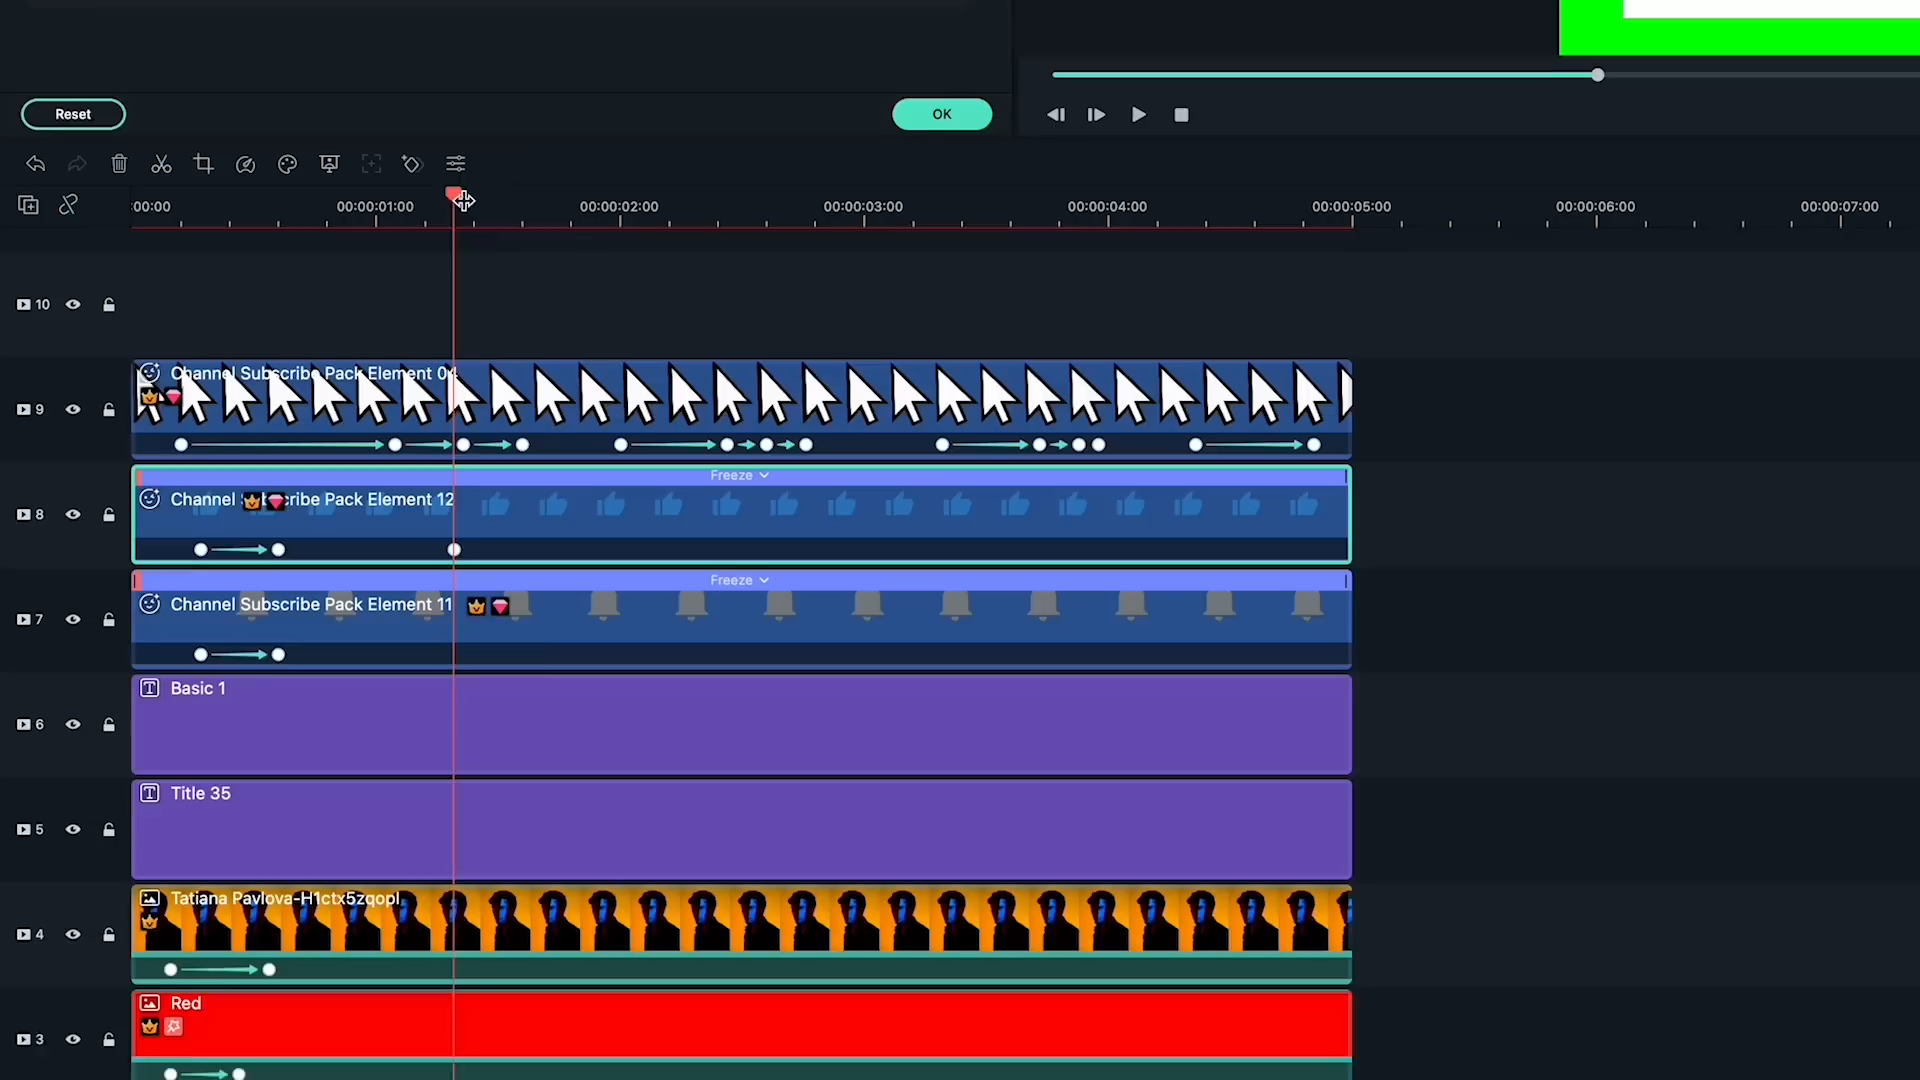 Reset
OK
:00:00
00:00:01:00
00:00:02:00
00:00:03:00
00:00:04:00
00:00:05:00
00:00:06:00
00:00:07:00
10
9
Channel Subscribe Pack Element 04
8
Freeze
Channel Subscribe Pack Element 12
7
Freeze
Channel Subscribe Pack Element 11
6
Basic 1
5
Title 35
4
Tatiana Pavlova-H1ctx5zqopI
3
Red